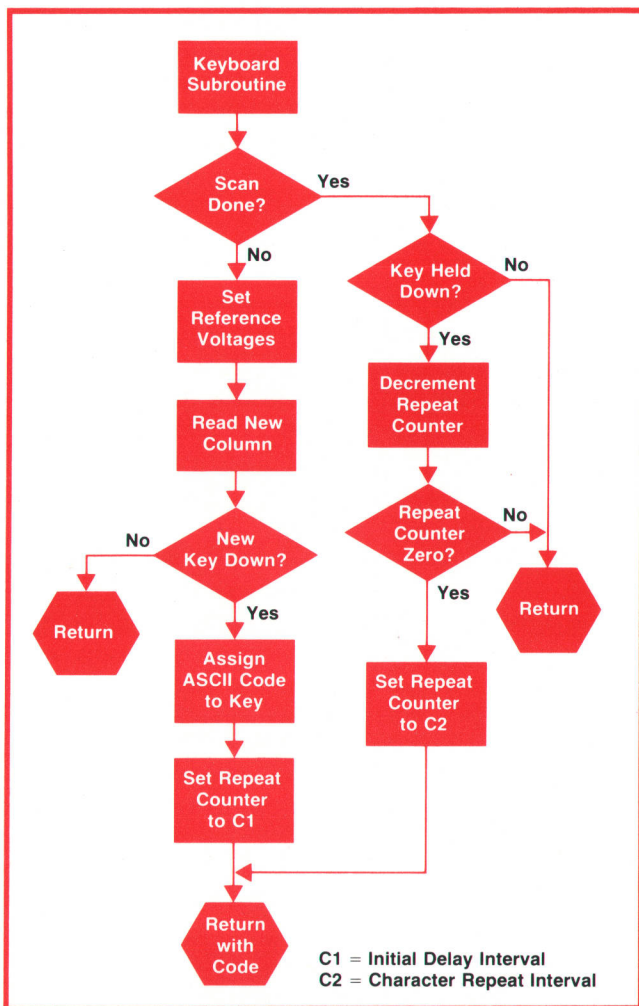 Keyboard
Subroutine
Scan
Done?
Yes
No
Set
Reference
Voltages
Read New
Column
New
Key Down?
No
Yes
Return
Assign
ASCII Code
to Key
Set Repeat
Counter
to C1
Key Held
Down?
No
Yes
Decrement
Repeat
Counter
Repeat
Counter
Zero?
No
Yes
Return
Set Repeat
Counter
to C2
Return
with
Code
C1 = Initial Delay Interval
C2 = Character Repeat Interval